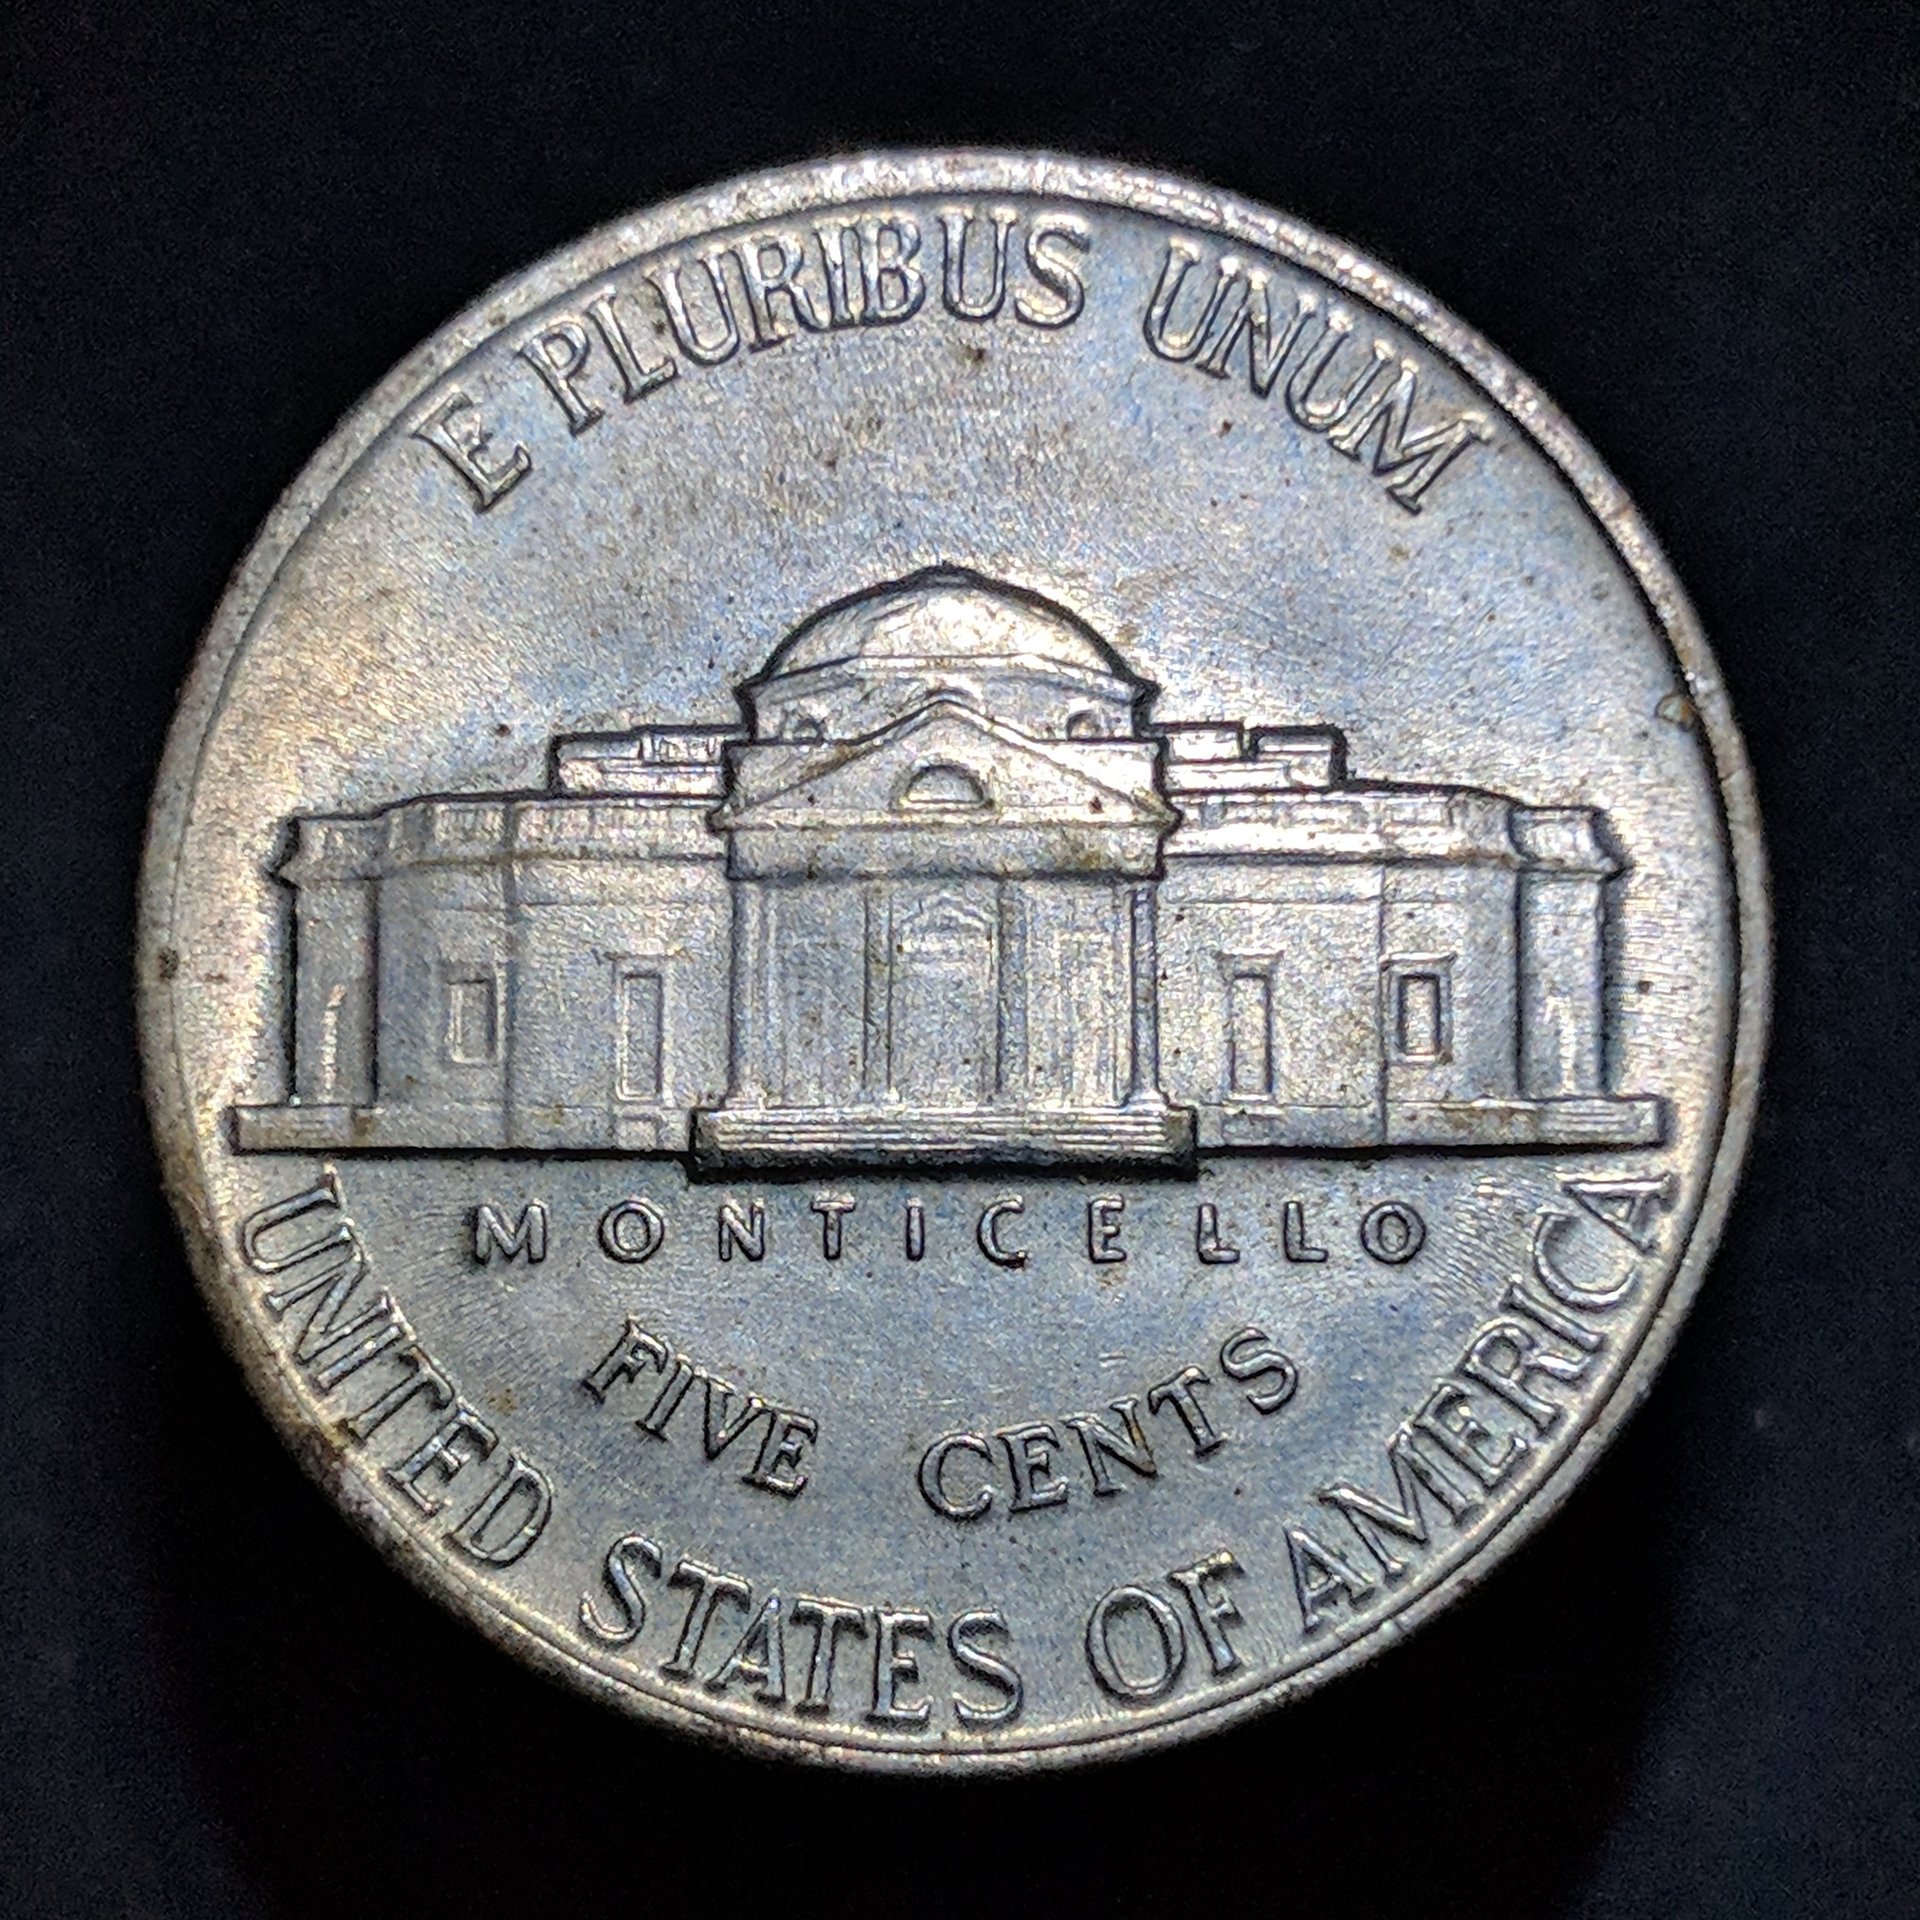 E PLURIBUS UNUM
MONTICELLO
FIVE CENTS
UNITED STATES OF AMERICA